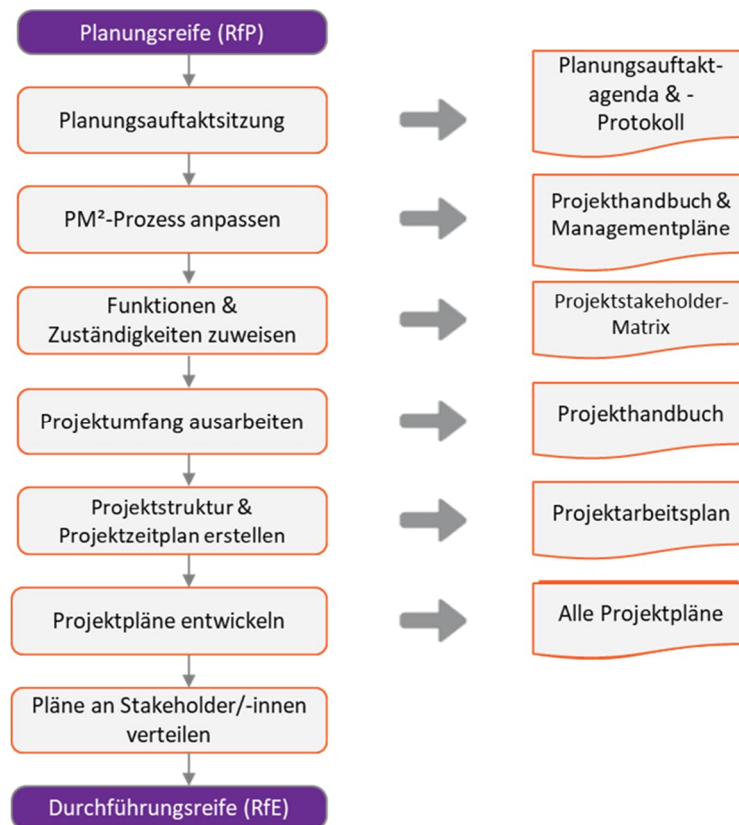 Planungsreife (RfP)
Planungsauftaktsitzung
Planungsauftakt-
agenda & -
Protokoll
PM²-Prozess anpassen
Projekthandbuch &
Managementpläne
Funktionen &
Zuständigkeiten zuweisen
Projektstakeholder-
Matrix
Projektumfang ausarbeiten
Projekthandbuch
Projektstruktur &
Projektzeitplan erstellen
Projektarbeitsplan
Projektpläne entwickeln
Alle Projektpläne
Pläne an Stakeholder/-innen
verteilen
Durchführungsreife (RfE)